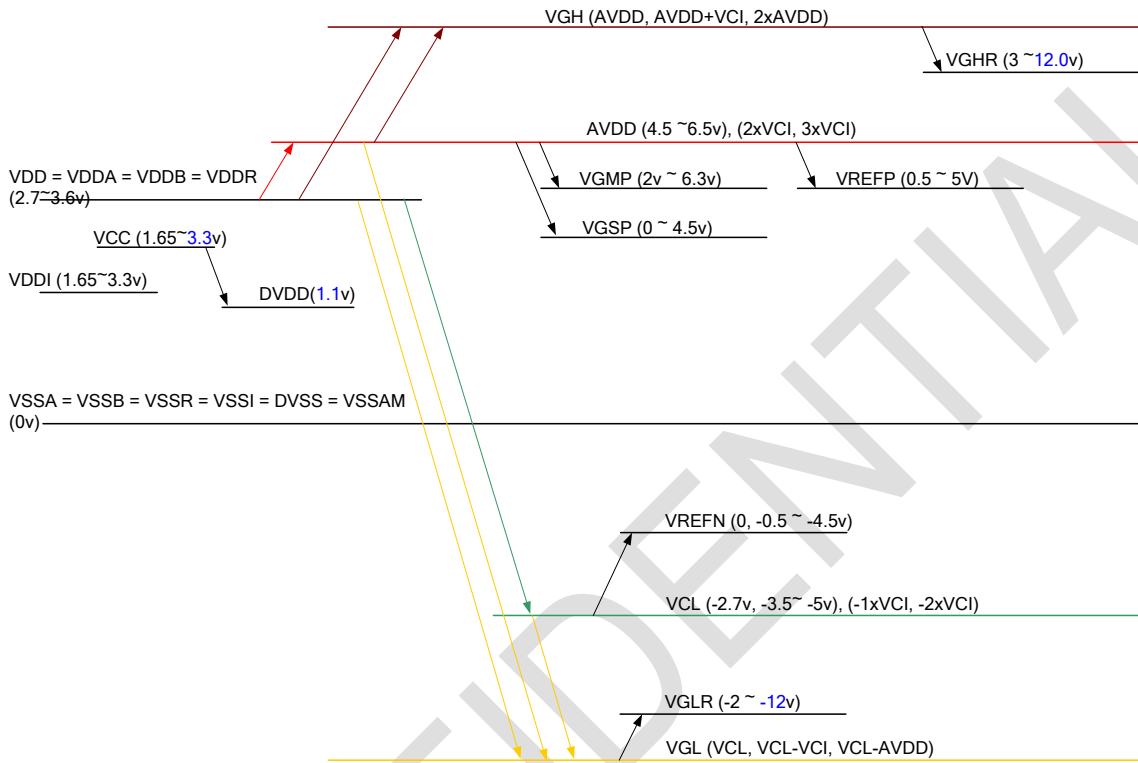 VGH (AVDD, AVDD+VCI, 2xAVDD)
VGHR (3 ~12.0v)
AVDD (4.5 ~6.5v), (2xVCI, 3xVCI)
VDD = VDDA = VDDB = VDDR
(2.7~3.6v)
VGMP (2v ~ 6.3v)
VREFP (0.5 ~ 5V)
VGSP (0 ~ 4.5v)
VCC (1.65~3.3v)
VDDI (1.65~3.3v)
DVDD(1.1v)
VSSA = VSSB = VSSR = VSSI = DVSS = VSSAM
(0v)
VREFN (0, -0.5 ~ -4.5v)
VCL (-2.7v, -3.5~ -5v), (-1xVCI, -2xVCI)
VGLR (-2 ~ -12v)
VGL (VCL, VCL-VCI, VCL-AVDD)
FIDENTIAL